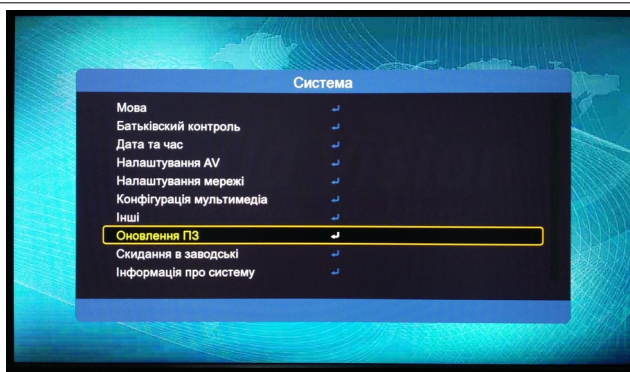 Система
Мова
Батьківский контроль
Дата та час
Налаштування AV
Налаштування мережі
Конфігурація мультимедіа
Інші
Оновлення ПЗ
Скидання в заводські
Інформація про систему